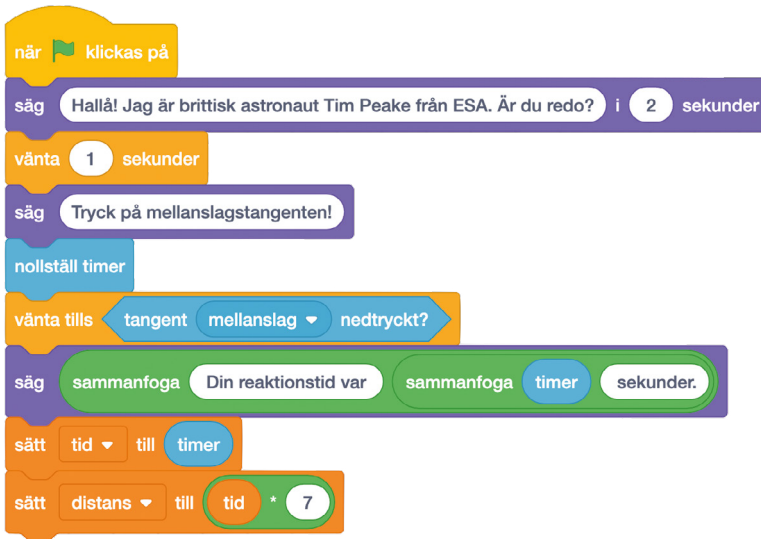 när klickas på
säg Hallå! Jag är brittisk astronaut Tim Peake från ESA. Är du redo? i 2 sekunder
vänta 1 sekunder
säg Tryck på mellanslagstangenten!
nollställ timer
vänta tills tangent mellanslag nedtryckt?
säg sammanfoga Din reaktionstid var sammanfoga timer sekunder.
sätt tid till timer
sätt distans till tid * 7